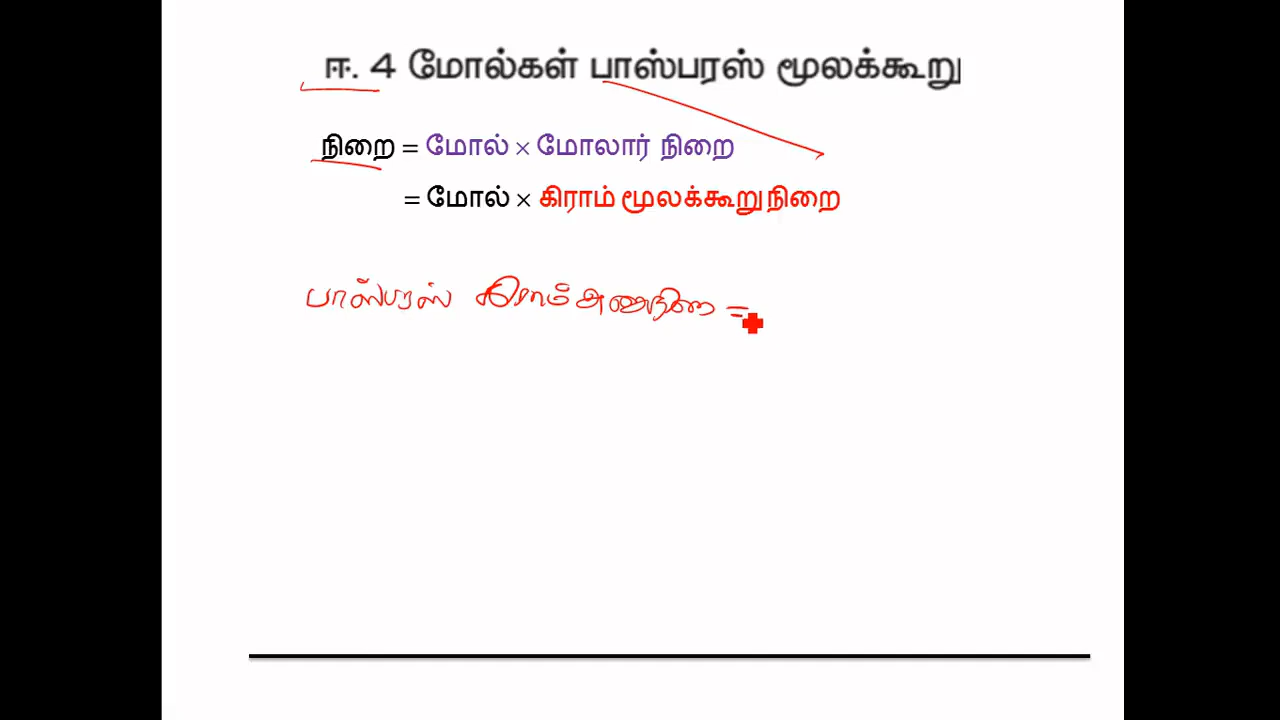 ஈ. 4 மோல்கள் பாஸ்பரஸ் மூலக்கூறு
நிறை = மோல் × மோலார் நிறை
= மோல் × கிராம் மூலக்கூறு நிறை
பாஸ்பரஸ் கிராம் அணுநிறை =